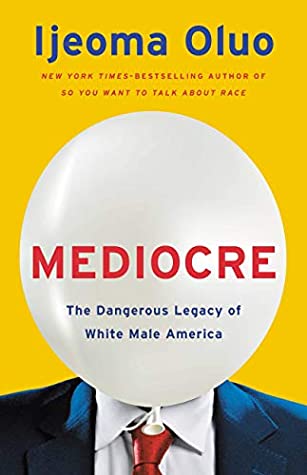 Ijeoma Oluo
NEW YORK TIMES–BESTSELLING AUTHOR OF
SO YOU WANT TO TALK ABOUT RACE
MEDIOCRE
The Dangerous Legacy of
White Male America